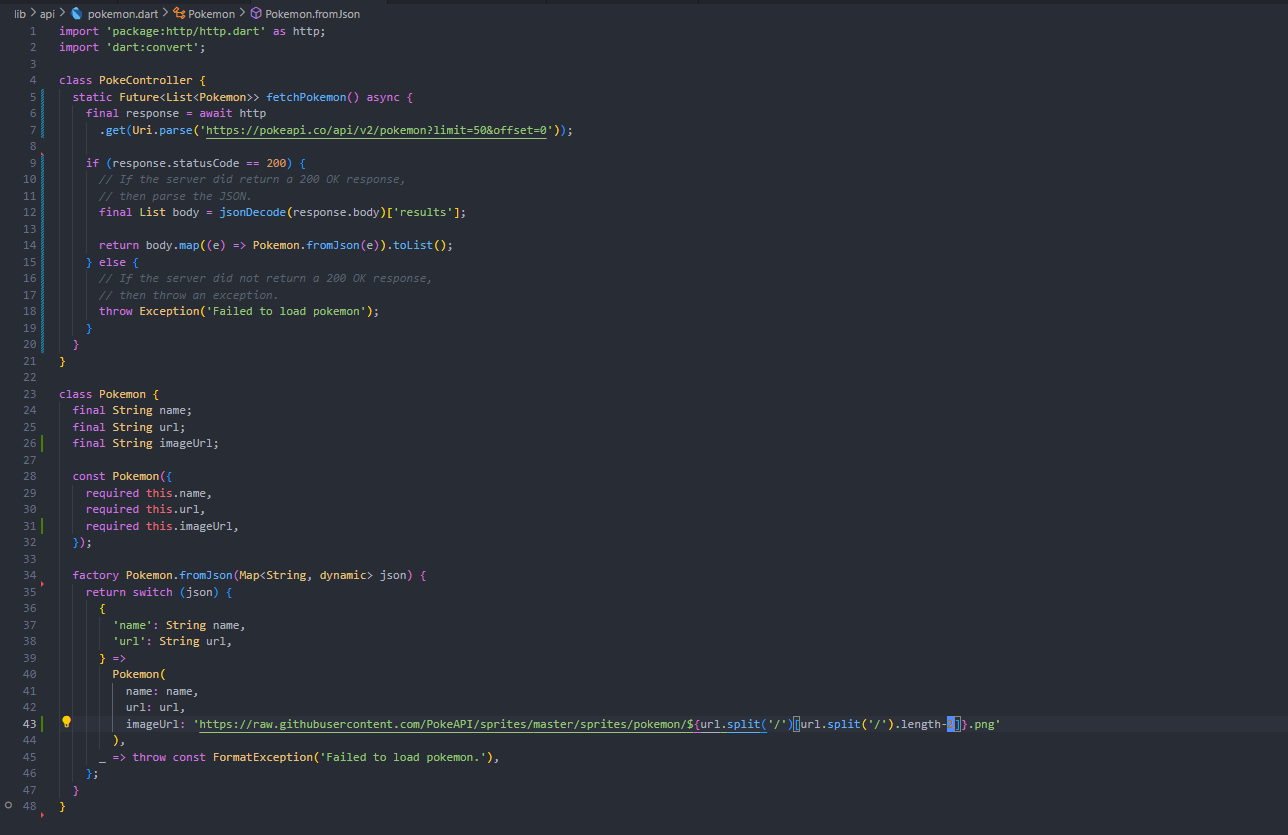 lib > api > pokemon.dart > Pokemon > Pokemon.fromJson
1 import 'package:http/http.dart' as http;
2 import 'dart:convert';
3
4 class PokeController {
5   static Future<List<Pokemon>> fetchPokemon() async {
6     final response = await http
7       .get(Uri.parse('https://pokeapi.co/api/v2/pokemon?limit=50&offset=0'));
8
9     if (response.statusCode == 200) {
10       // If the server did return a 200 OK response,
11       // then parse the JSON.
12       final List body = jsonDecode(response.body)['results'];
13
14       return body.map((e) => Pokemon.fromJson(e)).toList();
15     } else {
16       // If the server did not return a 200 OK response,
17       // then throw an exception.
18       throw Exception('Failed to load pokemon');
19     }
20   }
21 }
22
23 class Pokemon {
24   final String name;
25   final String url;
26   final String imageUrl;
27
28   const Pokemon({
29     required this.name,
30     required this.url,
31     required this.imageUrl,
32   });
33
34   factory Pokemon.fromJson(Map<String, dynamic> json) {
35     return switch (json) {
36       {
37         'name': String name,
38         'url': String url,
39       } =>
40         Pokemon(
41           name: name,
42           url: url,
43           imageUrl: 'https://raw.githubusercontent.com/PokeAPI/sprites/master/sprites/pokemon/${url.split('/')[url.split('/').length-]}.png'
44         ),
45       _ => throw const FormatException('Failed to load pokemon.'),
46     };
47   }
48 }